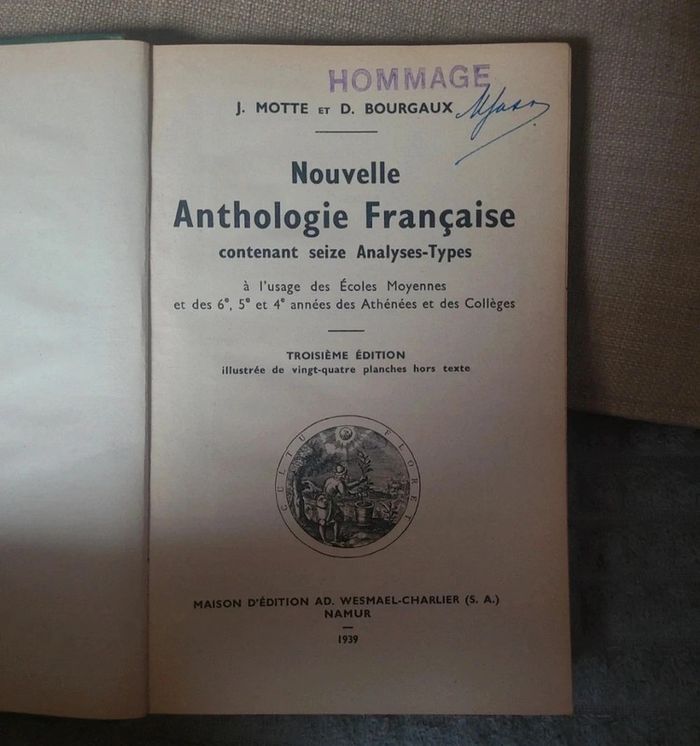 HOMMAGE
J. MOTTE ET D. BOURGAUX
Nouvelle
Anthologie Française
contenant seize Analyses-Types
à l'usage des Écoles Moyennes
et des 6e, 5e et 4e années des Athénées et des Collèges
TROISIÈME ÉDITION
illustrée de vingt-quatre planches hors texte
CULTU FLORET
MAISON D'ÉDITION AD. WESMAEL-CHARLIER (S. A.)
NAMUR
1939